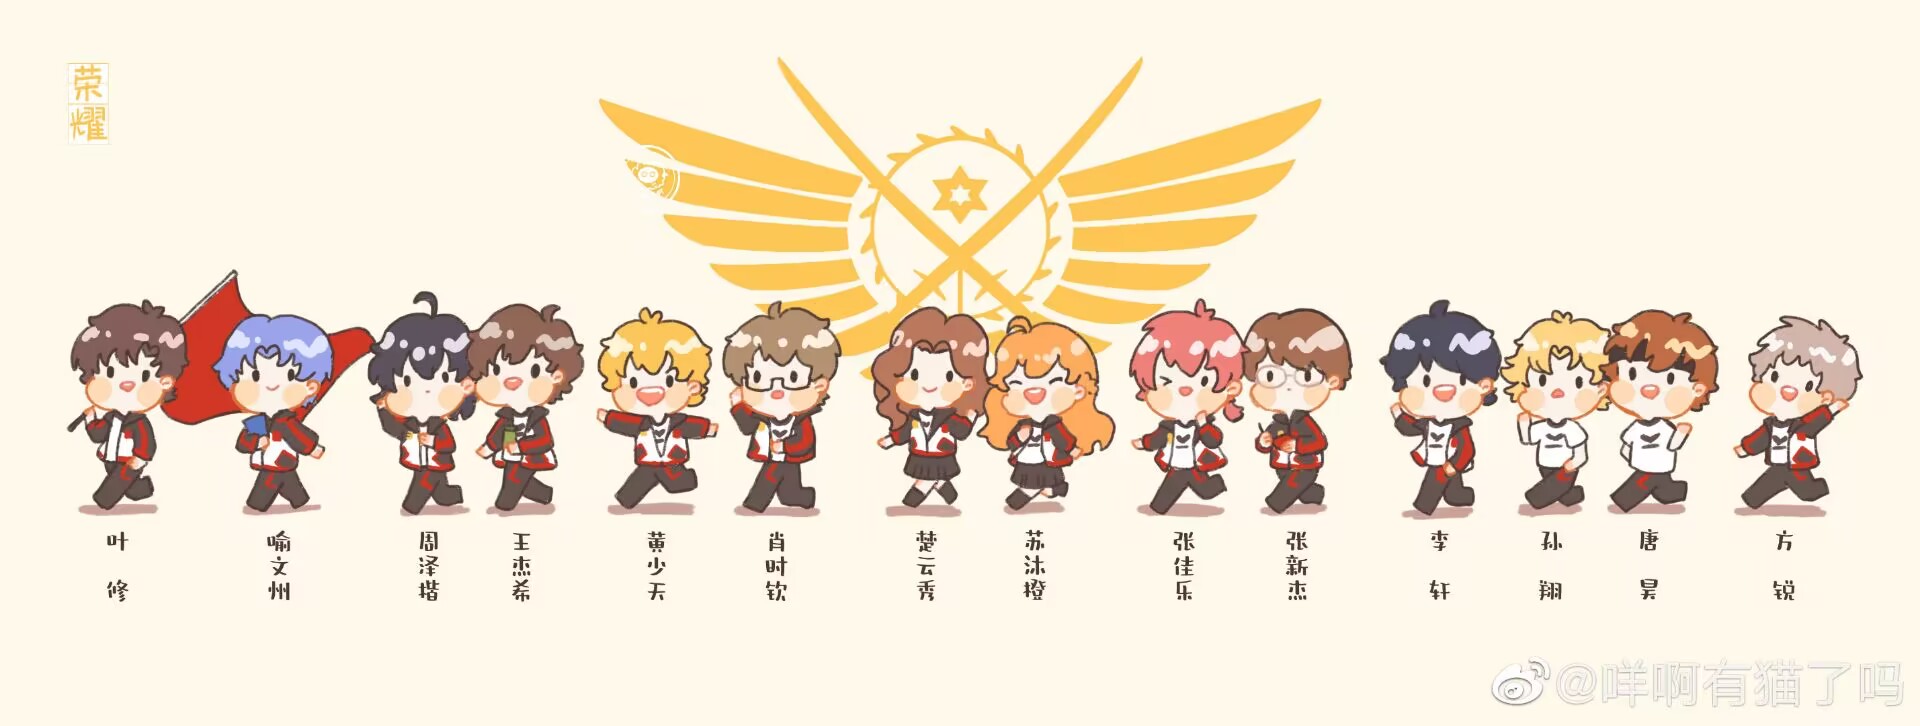 荣耀
叶修
喻文州
周泽楷
王杰希
黄少天
肖时钦
楚云秀
苏沐橙
张佳乐
张新杰
李轩
孙翔
唐昊
方锐
@咩啊有猫了吗